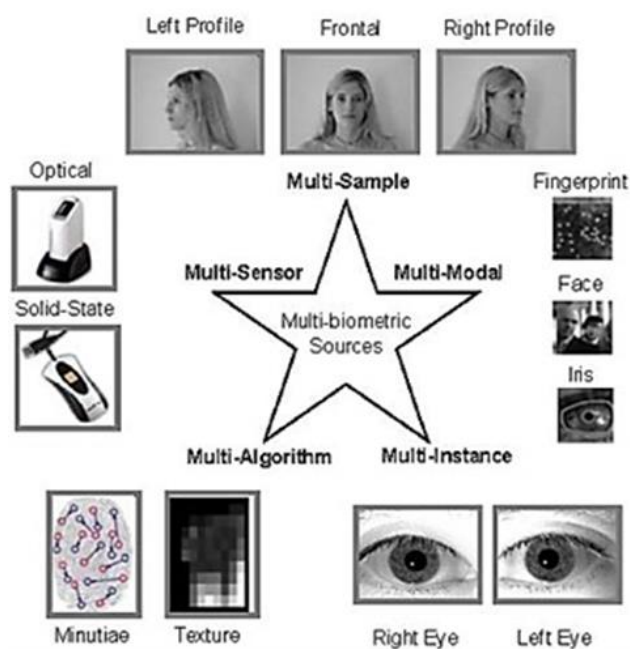 Left Profile
Frontal
Right Profile
Optical
Multi-Sample
Fingerprint
Multi-Sensor
Multi-Modal
Solid-State
Face
Multi-biometric
Sources
Iris
Multi-Algorithm
Multi-Instance
Minutiae
Texture
Right Eye
Left Eye